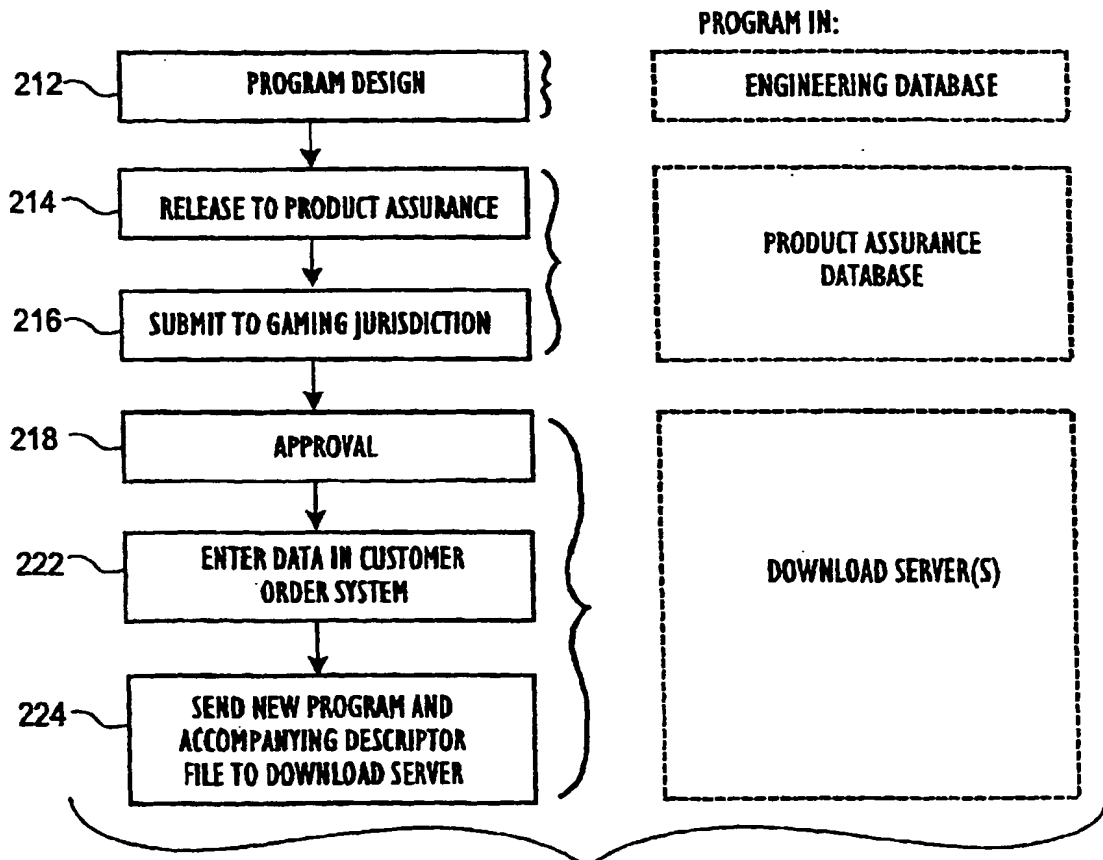 PROGRAM IN:
212
PROGRAM DESIGN
ENGINEERING DATABASE
214
RELEASE TO PRODUCT ASSURANCE
PRODUCT ASSURANCE
DATABASE
216
SUBMIT TO GAMING JURISDICTION
218
APPROVAL
222
ENTER DATA IN CUSTOMER
ORDER SYSTEM
DOWNLOAD SERVER(S)
224
SEND NEW PROGRAM AND
ACCOMPANYING DESCRIPTOR
FILE TO DOWNLOAD SERVER